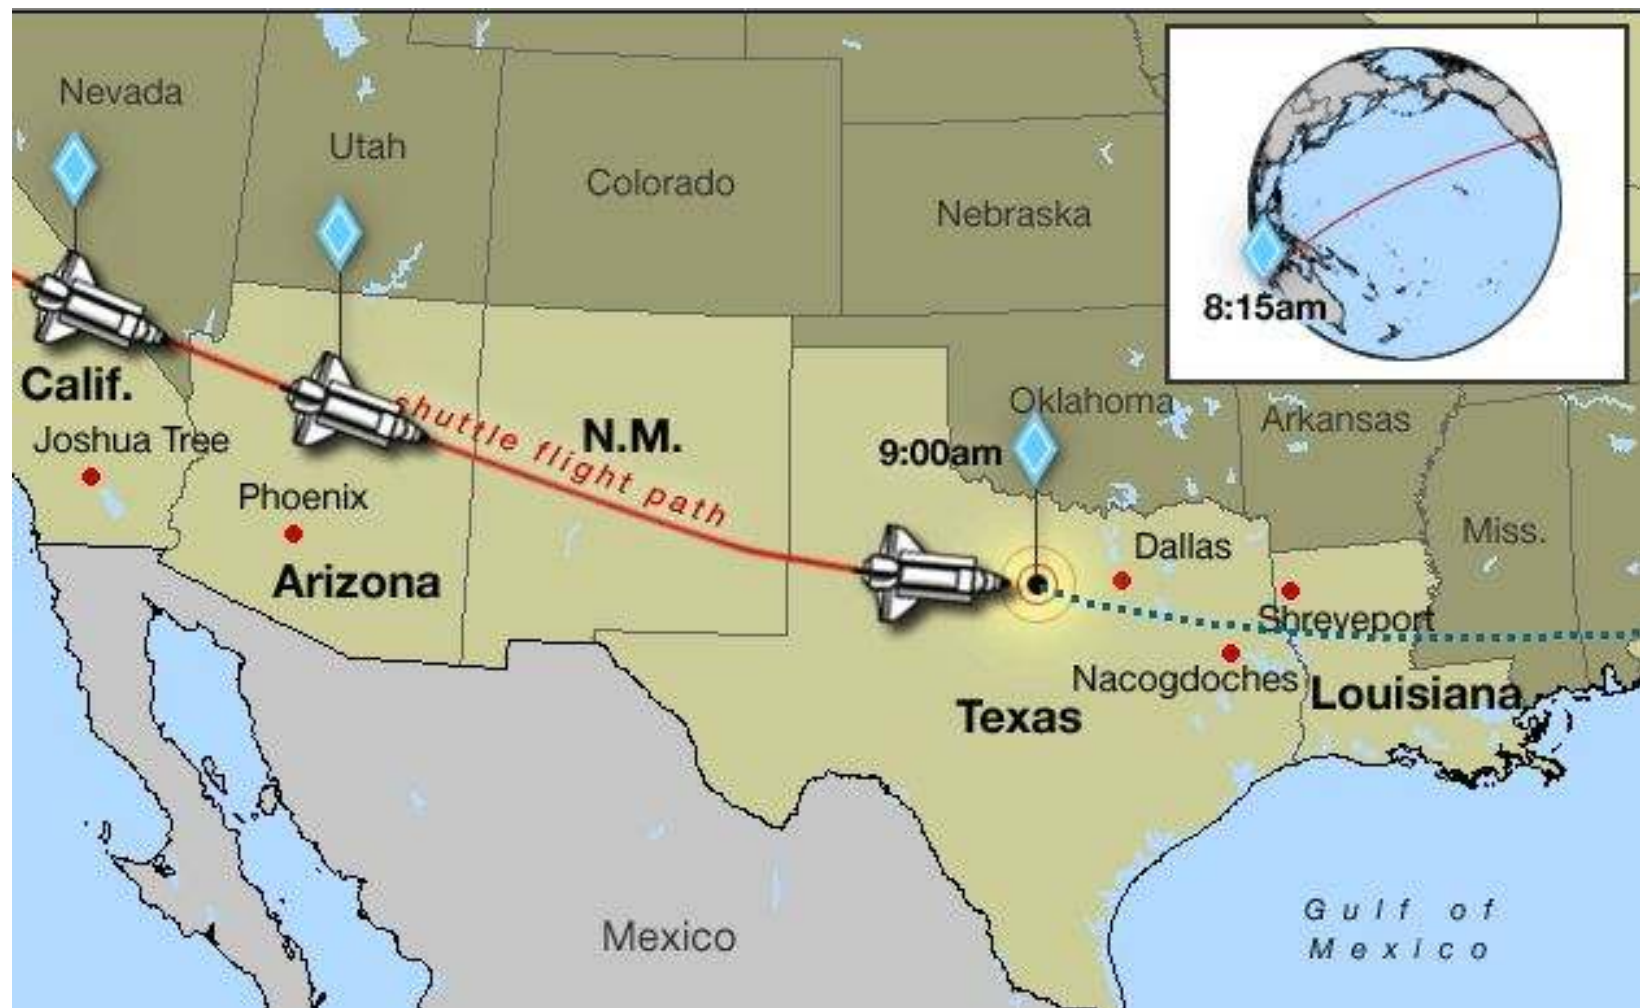 Nevada
Utah
Colorado
Nebraska
8:15am
Calif.
Joshua Tree
Phoenix
Arizona
shuttle flight path
N.M.
Oklahoma
9:00am
Arkansas
Miss.
Dallas
Shreveport
Nacogdoches
Texas
Louisiana
Mexico
Gulf of
Mexico